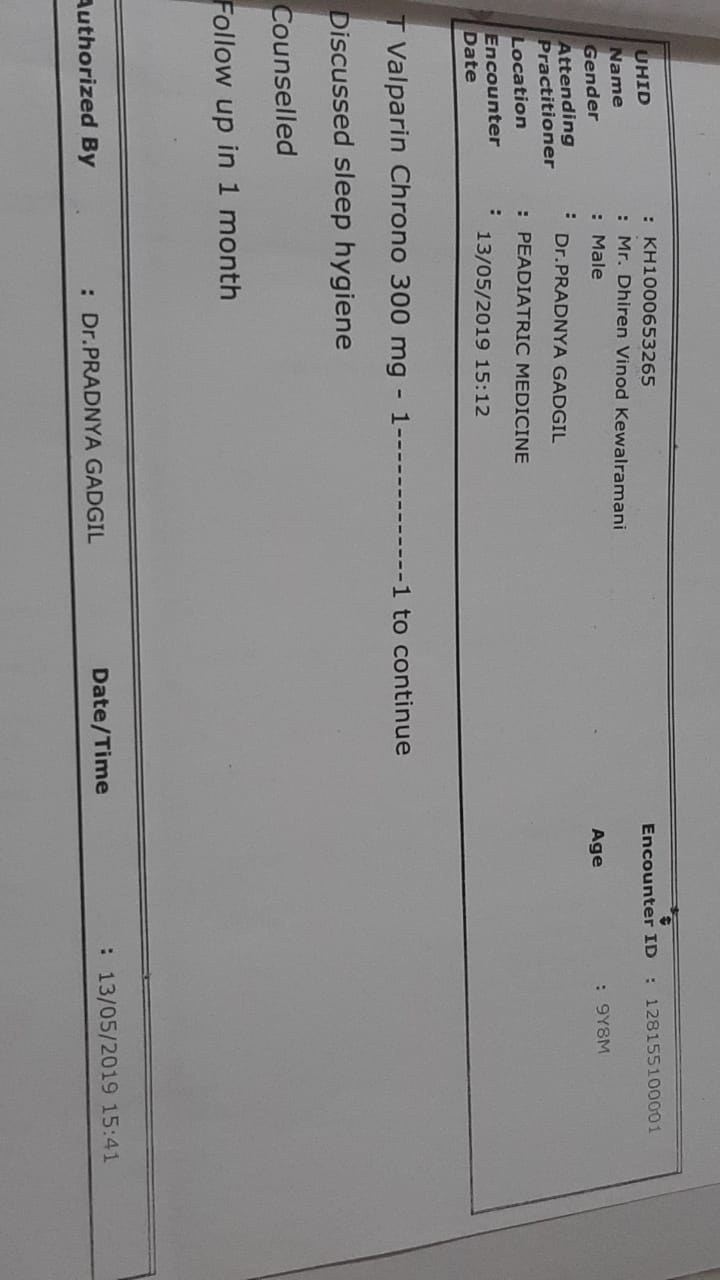 UHID : KH1000653265 Encounter ID : 128155100001
Name : Mr. Dhiren Vinod Kewalramani
Gender : Male Age : 9Y8M
Attending Practitioner : Dr.PRADNYA GADGIL
Location : PEADIATRIC MEDICINE
Encounter Date : 13/05/2019 15:12
T Valparin Chrono 300 mg - 1--------------1 to continue
Discussed sleep hygiene
Counselled
Follow up in 1 month
Authorized By : Dr.PRADNYA GADGIL Date/Time : 13/05/2019 15:41